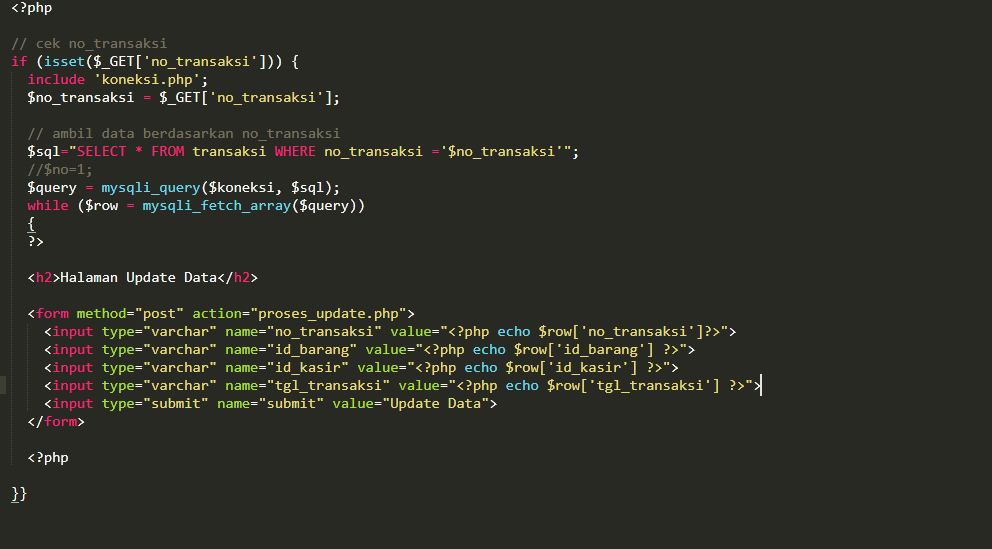 <?php
// cek no_transaksi
if (isset($_GET['no_transaksi'])) {
include 'koneksi.php';
$no_transaksi = $_GET['no_transaksi'];
// ambil data berdasarkan no_transaksi
$sql="SELECT * FROM transaksi WHERE no_transaksi ='$no_transaksi'";
//$no=1;
$query = mysqli_query($koneksi, $sql);
while ($row = mysqli_fetch_array($query))
{
?>
<h2>Halaman Update Data</h2>
<form method="post" action="proses_update.php">
<input type="varchar" name="no_transaksi" value="<?php echo $row['no_transaksi']?>">
<input type="varchar" name="id_barang" value="<?php echo $row['id_barang'] ?>">
<input type="varchar" name="id_kasir" value="<?php echo $row['id_kasir'] ?>">
<input type="varchar" name="tgl_transaksi" value="<?php echo $row['tgl_transaksi'] ?>">
<input type="submit" name="submit" value="Update Data">
</form>
<?php
}}